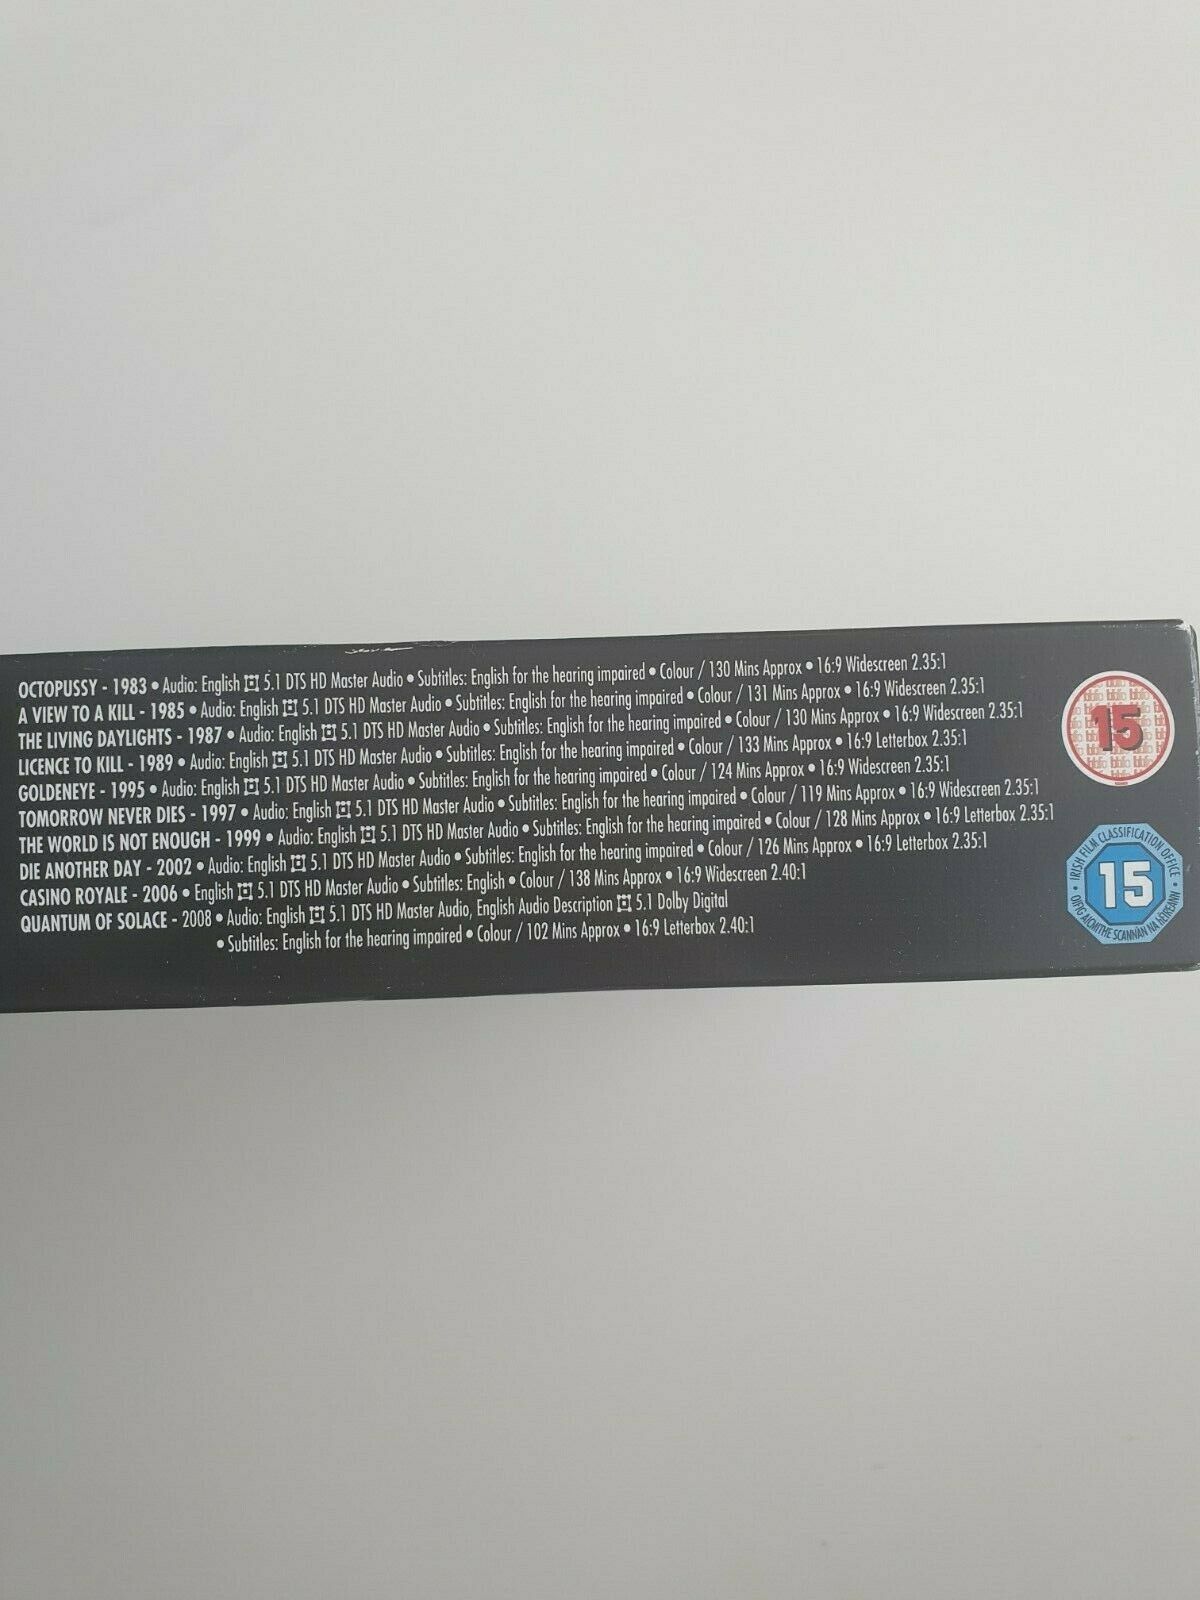 OCTOPUSSY - 1983 • Audio: English 5.1 DTS HD Master Audio • Subtitles: English for the hearing impaired • Colour / 130 Mins Approx • 16:9 Widescreen 2.35:1
A VIEW TO A KILL - 1985 • Audio: English 5.1 DTS HD Master Audio • Subtitles: English for the hearing impaired • Colour / 131 Mins Approx • 16:9 Widescreen 2.35:1
THE LIVING DAYLIGHTS - 1987 • Audio: English 5.1 DTS HD Master Audio • Subtitles: English for the hearing impaired • Colour / 130 Mins Approx • 16:9 Widescreen 2.35:1
LICENCE TO KILL - 1989 • Audio: English 5.1 DTS HD Master Audio • Subtitles: English for the hearing impaired • Colour / 133 Mins Approx • 16:9 Letterbox 2.35:1
GOLDENEYE - 1995 • Audio: English 5.1 DTS HD Master Audio • Subtitles: English for the hearing impaired • Colour / 124 Mins Approx • 16:9 Widescreen 2.35:1
TOMORROW NEVER DIES - 1997 • Audio: English 5.1 DTS HD Master Audio • Subtitles: English for the hearing impaired • Colour / 119 Mins Approx • 16:9 Widescreen 2.35:1
THE WORLD IS NOT ENOUGH - 1999 • Audio: English 5.1 DTS HD Master Audio • Subtitles: English for the hearing impaired • Colour / 128 Mins Approx • 16:9 Letterbox 2.35:1
DIE ANOTHER DAY - 2002 • Audio: English 5.1 DTS HD Master Audio • Subtitles: English for the hearing impaired • Colour / 126 Mins Approx • 16:9 Letterbox 2.35:1
CASINO ROYALE - 2006 • English 5.1 DTS HD Master Audio • Subtitles: English • Colour / 138 Mins Approx • 16:9 Widescreen 2.40:1
QUANTUM OF SOLACE - 2008 • Audio: English 5.1 DTS HD Master Audio, English Audio Description 5.1 Dolby Digital
• Subtitles: English for the hearing impaired • Colour / 102 Mins Approx • 16:9 Letterbox 2.40:1
15
IRISH FILM CLASSIFICATION OFFICE
15
OIFIG AICMITHE SCANNÁN NA hÉIREANN